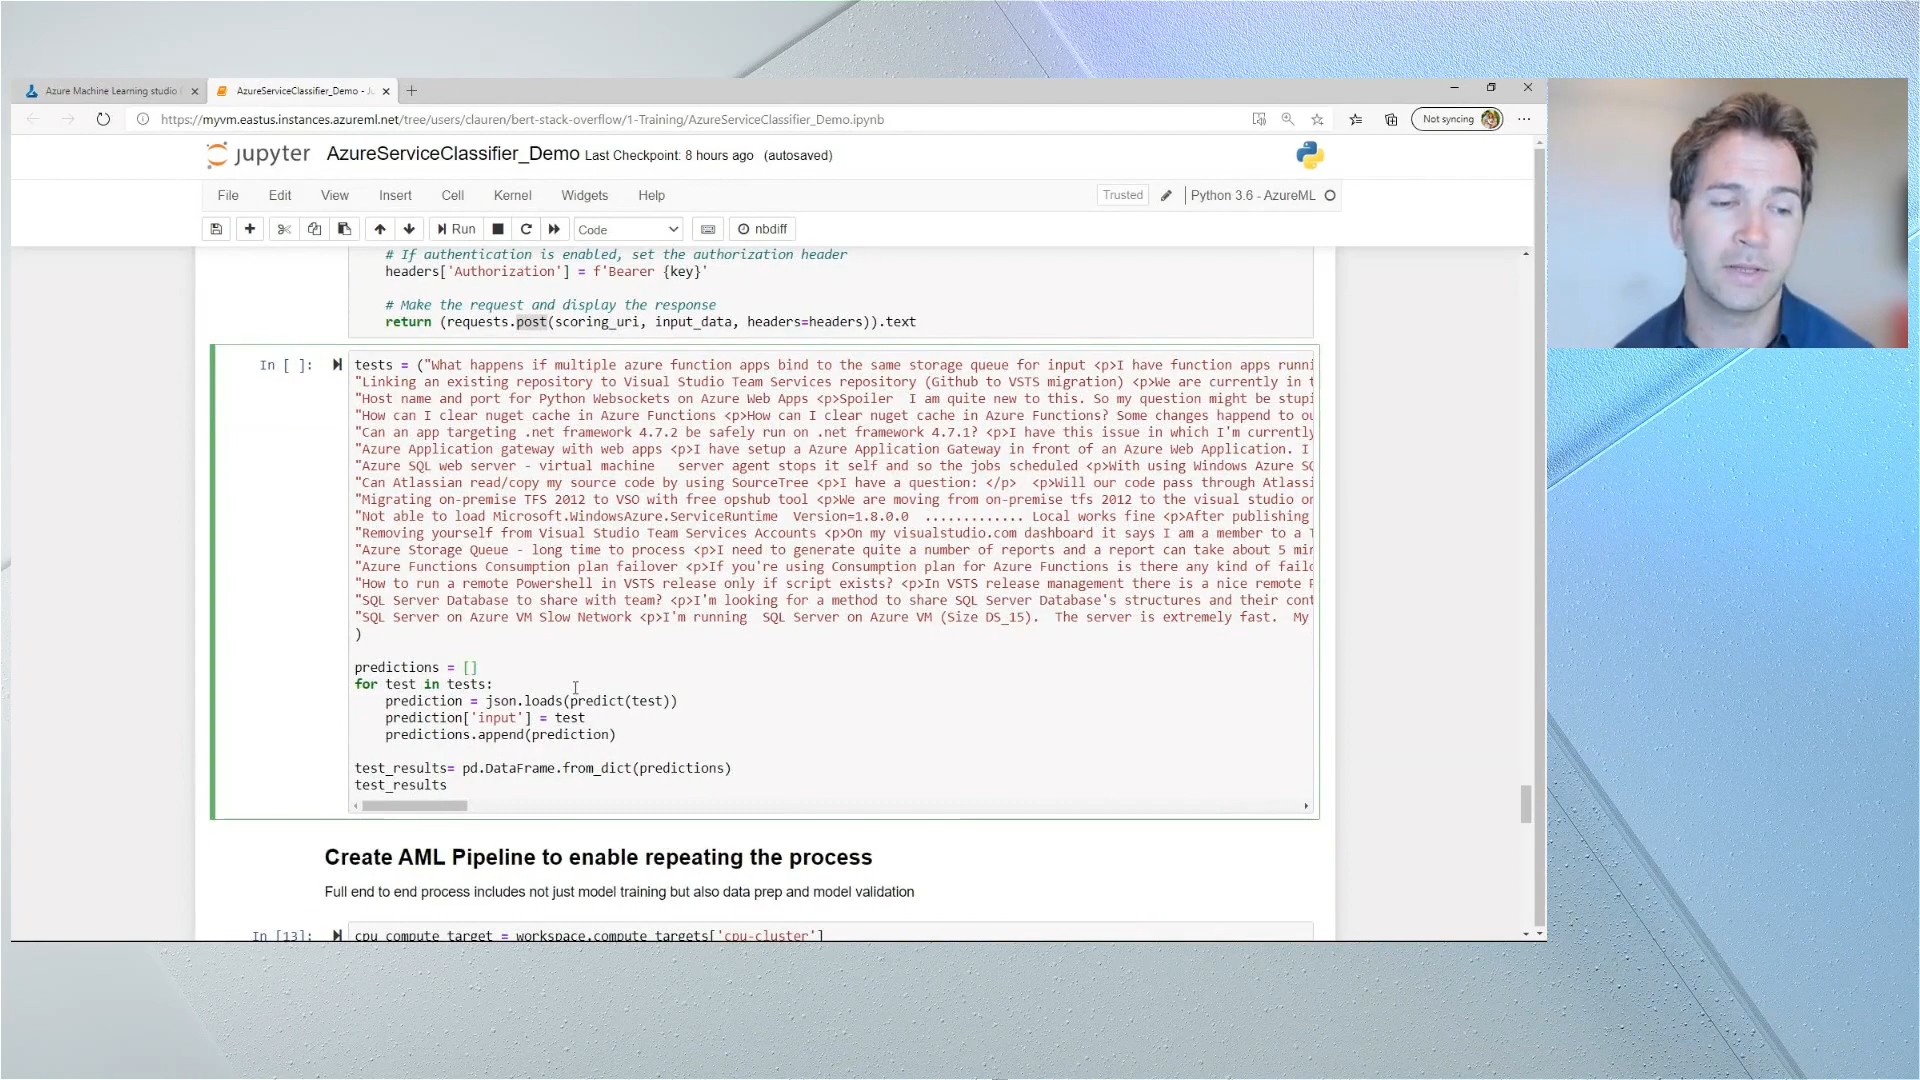 Azure Machine Learning studio
AzureServiceClassifier_Demo - Ju
https://myvm.eastus.instances.azureml.net/tree/users/clauren/bert-stack-overflow/1-Training/AzureServiceClassifier_Demo.ipynb
Not syncing
jupyter AzureServiceClassifier_Demo Last Checkpoint: 8 hours ago (autosaved)
File Edit View Insert Cell Kernel Widgets Help
Trusted Python 3.6 - AzureML
Run Code nbdiff
# If authentication is enabled, set the authorization header
headers['Authorization'] = f'Bearer {key}'
# Make the request and display the response
return (requests.post(scoring_uri, input_data, headers=headers)).text
In [ ]:
tests = ("What happens if multiple azure function apps bind to the same storage queue for input <p>I have function apps runni
"Linking an existing repository to Visual Studio Team Services repository (Github to VSTS migration) <p>We are currently in t
"Host name and port for Python Websockets on Azure Web Apps <p>Spoiler  I am quite new to this. So my question might be stupi
"How can I clear nuget cache in Azure Functions <p>How can I clear nuget cache in Azure Functions? Some changes happend to ou
"Can an app targeting .net framework 4.7.2 be safely run on .net framework 4.7.1? <p>I have this issue in which I'm currently
"Azure Application gateway with web apps <p>I have setup a Azure Application Gateway in front of an Azure Web Application. I
"Azure SQL web server - virtual machine   server agent stops it self and so the jobs scheduled <p>With using Windows Azure SQ
"Can Atlassian read/copy my source code by using SourceTree <p>I have a question: </p>  <p>Will our code pass through Atlassi
"Migrating on-premise TFS 2012 to VSO with free opshub tool <p>We are moving from on-premise tfs 2012 to the visual studio on
"Not able to load Microsoft.WindowsAzure.ServiceRuntime  Version=1.8.0.0  ............. Local works fine <p>After publishing
"Removing yourself from Visual Studio Team Services Accounts <p>On my visualstudio.com dashboard it says I am a member to a T
"Azure Storage Queue - long time to process <p>I need to generate quite a number of reports and a report can take about 5 min
"Azure Functions Consumption plan failover <p>If you're using Consumption plan for Azure Functions is there any kind of failo
"How to run a remote Powershell in VSTS release only if script exists? <p>In VSTS release management there is a nice remote P
"SQL Server Database to share with team? <p>I'm looking for a method to share SQL Server Database's structures and their cont
"SQL Server on Azure VM Slow Network <p>I'm running  SQL Server on Azure VM (Size DS_15).  The server is extremely fast.  My
)
predictions = []
for test in tests:
prediction = json.loads(predict(test))
prediction['input'] = test
predictions.append(prediction)
test_results= pd.DataFrame.from_dict(predictions)
test_results
Create AML Pipeline to enable repeating the process
Full end to end process includes not just model training but also data prep and model validation
In [13]:
cpu_compute_target = workspace.compute_targets['cpu-cluster']